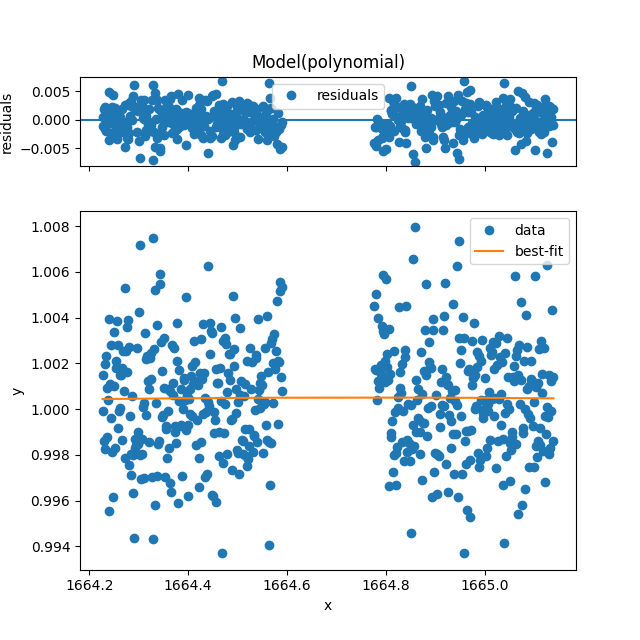 Model(polynomial)
0.005
0.000
−0.005
residuals
residuals
1.008
1.006
1.004
1.002
1.000
0.998
0.996
0.994
y
data
best-fit
1664.2 1664.4 1664.6 1664.8 1665.0
x